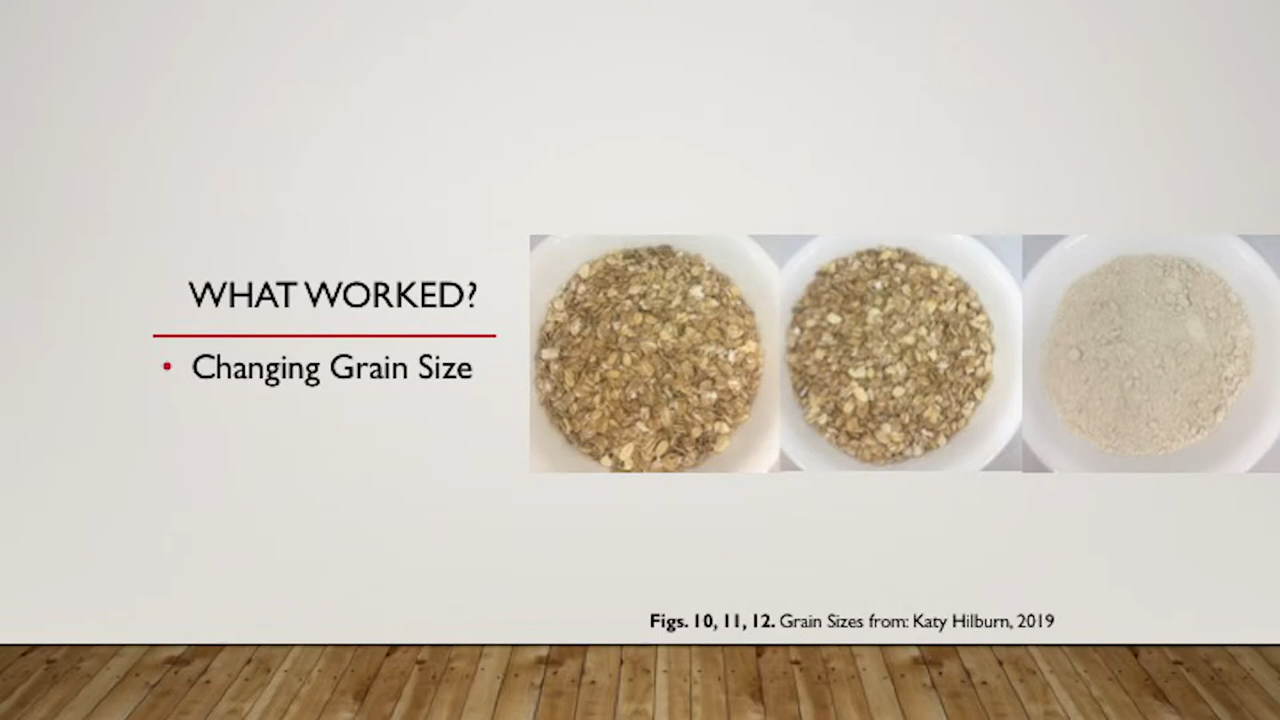 WHAT WORKED?
• Changing Grain Size
Figs. 10, 11, 12. Grain Sizes from: Katy Hilburn, 2019